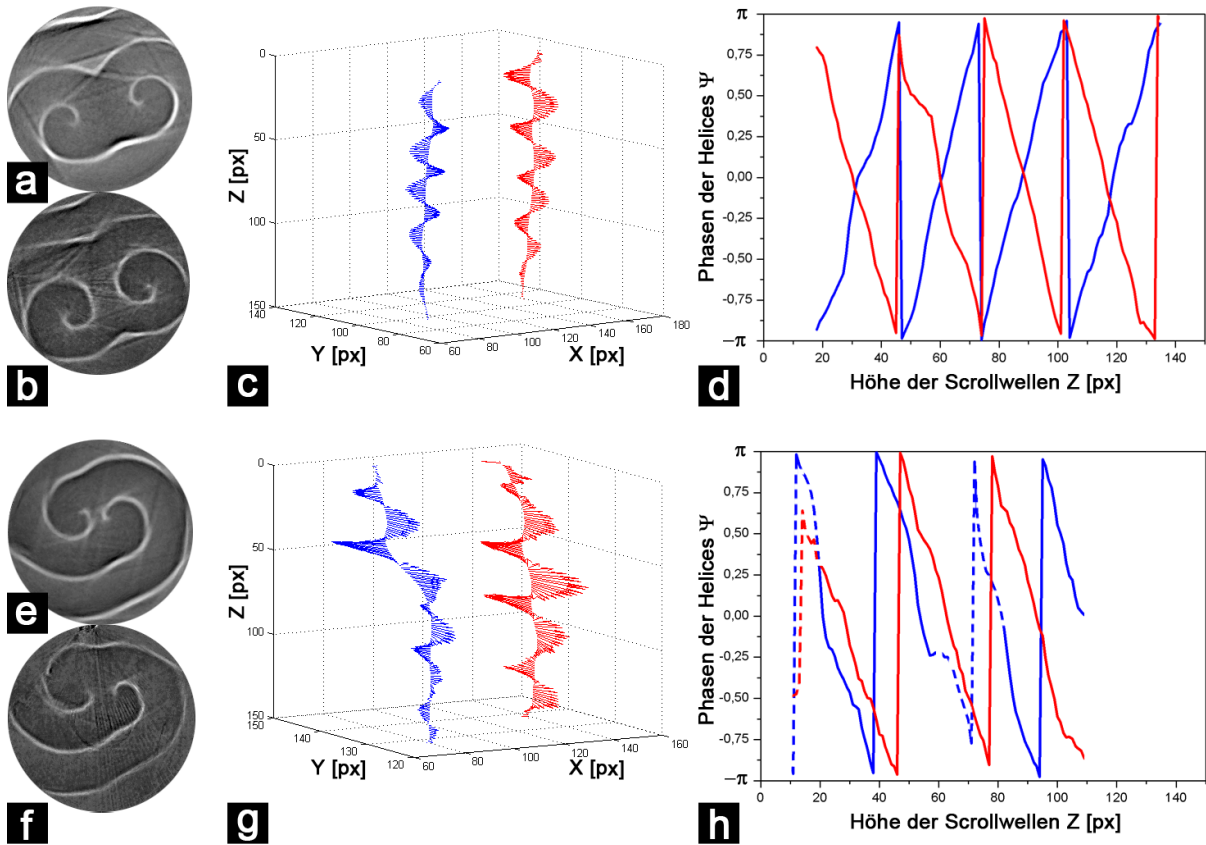 a
b
c
Z [px]
0
50
100
150
140
120
100
80
60
Y [px]
60
80
100
120
140
160
180
X [px]
d
Phasen der Helices Ψ
π
0,75
0,50
0,25
0,00
-0,25
-0,50
-0,75
-π
0 20 40 60 80 100 120 140
Höhe der Scrollwellen Z [px]
e
f
g
Z [px]
0
50
100
150
140
130
120
Y [px]
60
80
100
120
140
160
X [px]
h
Phasen der Helices Ψ
π
0,75
0,50
0,25
0,00
-0,25
-0,50
-0,75
-π
0 20 40 60 80 100 120 140
Höhe der Scrollwellen Z [px]